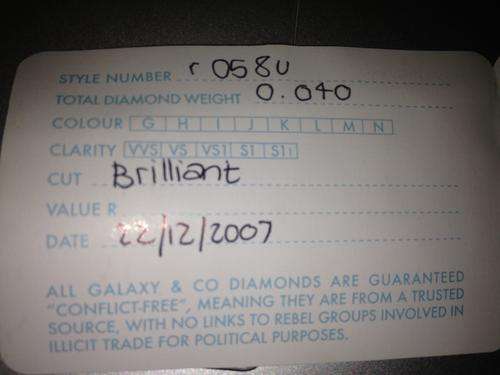 STYLE NUMBER r 058U
TOTAL DIAMOND WEIGHT 0.040
COLOUR G H I J K L M N
CLARITY VVS VS VS1 S1 S11
CUT Brilliant
VALUE R
DATE 22/12/2007
ALL GALAXY & CO DIAMONDS ARE GUARANTEED
"CONFLICT-FREE", MEANING THEY ARE FROM A TRUSTED
SOURCE, WITH NO LINKS TO REBEL GROUPS INVOLVED IN
ILLICIT TRADE FOR POLITICAL PURPOSES.